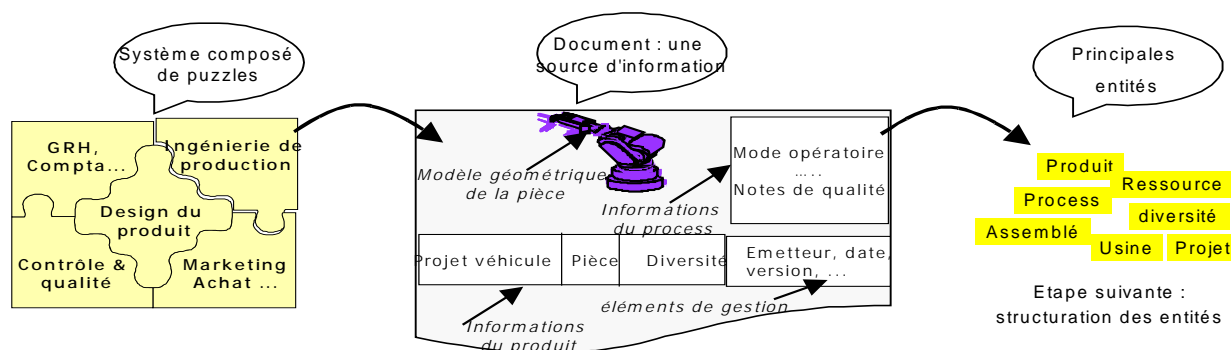 Système composé
de puzzles
GRH,
Compta...
Ingénierie de
production
Design du
produit
Contrôle &
qualité
Marketing
Achat ...
Document : une
source d'information
Modèle géométrique
de la pièce
Informations
du process
Mode opératoire
.....
Notes de qualité
Projet véhicule
Pièce
Diversité
Emetteur, date,
version, ...
éléments de gestion
Informations
du produit
Principales
entités
Produit
Ressource
Process
diversité
Assemblé
Usine
Projet
Etape suivante :
structuration des entités